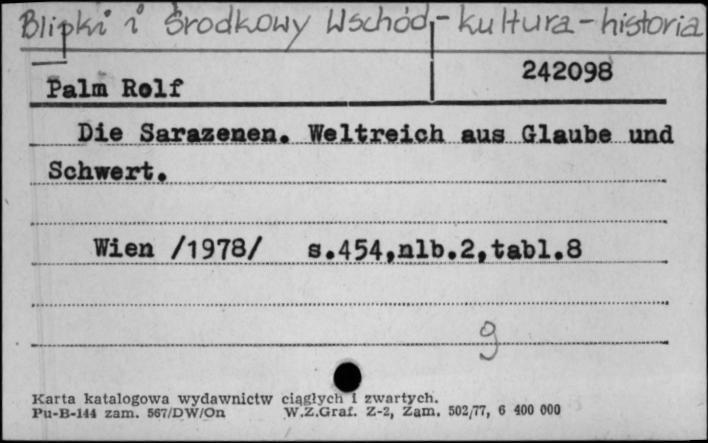 Blipki i Środkowy Wschód, - kultura - historia
Palm Rolf
242098
Die Sarazenen. Weltreich aus Glaube und
Schwert.
Wien /1978/ s.454,nlb.2,tabl.8
g
Karta katalogowa wydawnictw ciągłych i zwartych.
Pu-B-144 zam. 567/DW/On W.Z.Graf. Z-2, Zam. 502/77, 6 400 000